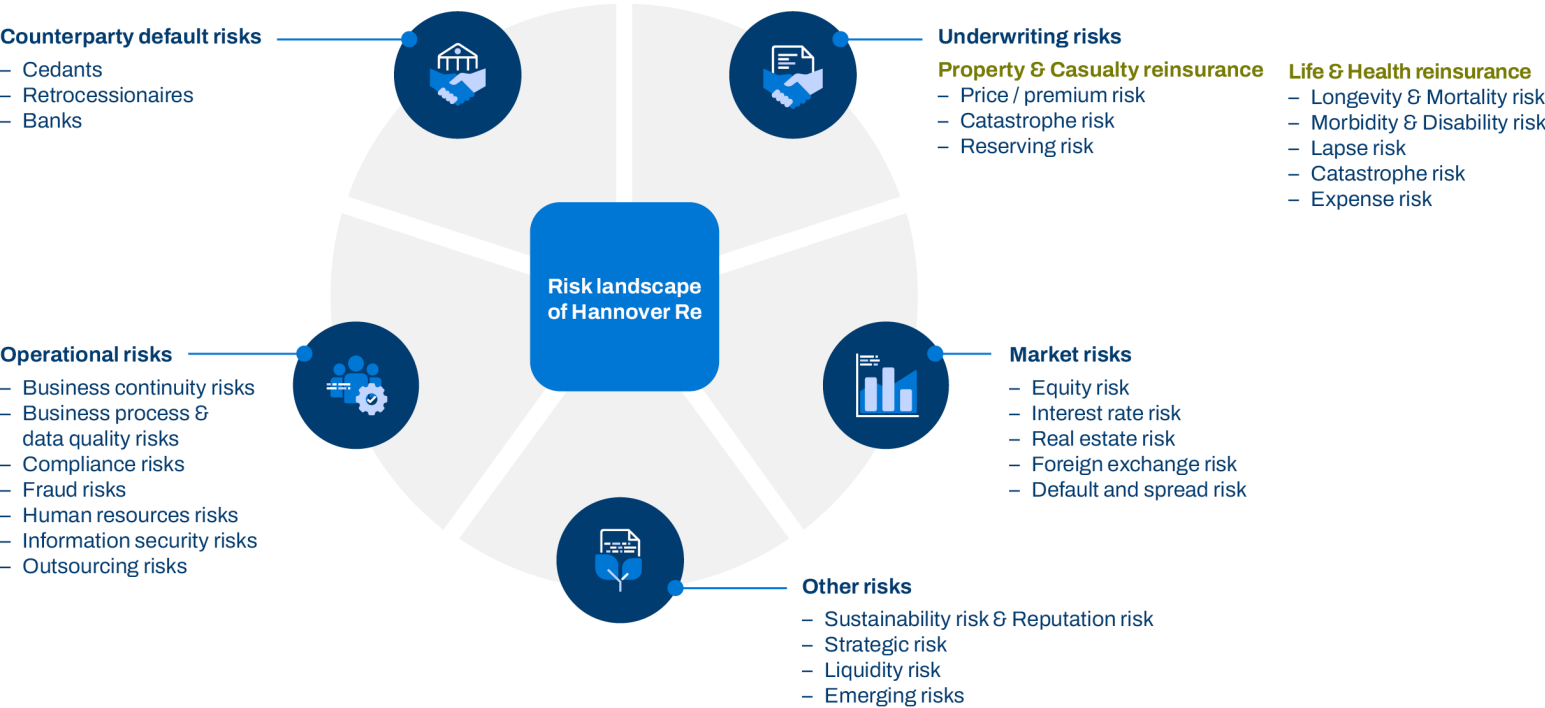 Counterparty default risks
– Cedants
– Retrocessionaires
– Banks
Underwriting risks
Property & Casualty reinsurance
– Price / premium risk
– Catastrophe risk
– Reserving risk
Life & Health reinsurance
– Longevity & Mortality risk
– Morbidity & Disability risk
– Lapse risk
– Catastrophe risk
– Expense risk
Risk landscape
of Hannover Re
Operational risks
– Business continuity risks
– Business process &
data quality risks
– Compliance risks
– Fraud risks
– Human resources risks
– Information security risks
– Outsourcing risks
Market risks
– Equity risk
– Interest rate risk
– Real estate risk
– Foreign exchange risk
– Default and spread risk
Other risks
– Sustainability risk & Reputation risk
– Strategic risk
– Liquidity risk
– Emerging risks